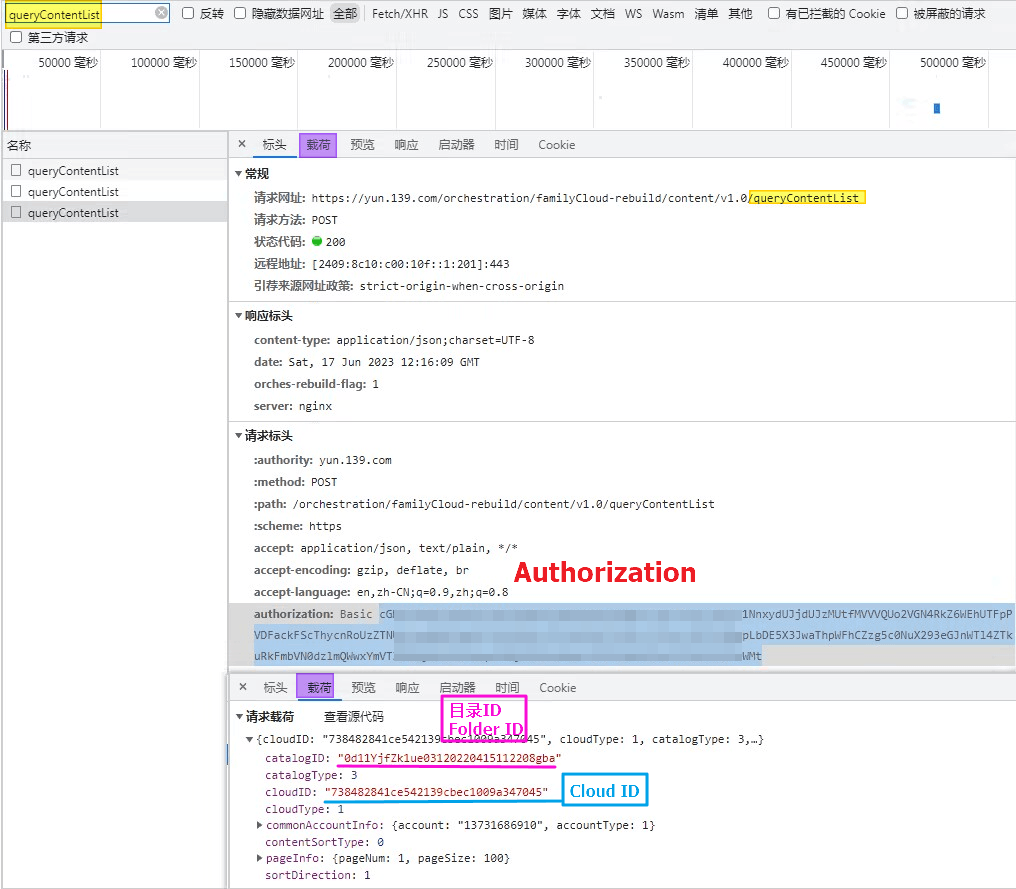 queryContentList 反转 隐藏数据网址 全部 Fetch/XHR JS CSS 图片 媒体 字体 文档 WS Wasm 清单 其他 有已拦截的 Cookie 被屏蔽的请求
第三方请求
50000 毫秒 100000 毫秒 150000 毫秒 200000 毫秒 250000 毫秒 300000 毫秒 350000 毫秒 400000 毫秒 450000 毫秒 500000 毫秒
名称
queryContentList
queryContentList
queryContentList
× 标头 载荷 预览 响应 启动器 时间 Cookie
▼常规
请求网址: https://yun.139.com/orchestration/familyCloud-rebuild/content/v1.0/queryContentList
请求方法: POST
状态代码: 200
远程地址: [2409:8c10:c00:10f::1:201]:443
引荐来源网址政策: strict-origin-when-cross-origin
▼响应标头
content-type: application/json;charset=UTF-8
date: Sat, 17 Jun 2023 12:16:09 GMT
orches-rebuild-flag: 1
server: nginx
▼请求标头
:authority: yun.139.com
:method: POST
:path: /orchestration/familyCloud-rebuild/content/v1.0/queryContentList
:scheme: https
accept: application/json, text/plain, */*
accept-encoding: gzip, deflate, br
Authorization
accept-language: en,zh-CN;q=0.9,zh;q=0.8
authorization: Basic
× 标头 载荷 预览 响应 启动器 时间 Cookie
目录ID
Folder ID
▼请求载荷 查看源代码
▼{cloudID: "738482841ce542139cbec1009a347045", cloudType: 1, catalogType: 3,…}
catalogID: "0d11YjfZk1ue03120220415112208gba"
catalogType: 3
cloudID: "738482841ce542139cbec1009a347045"
Cloud ID
cloudType: 1
▶commonAccountInfo: {account: "13731686910", accountType: 1}
contentSortType: 0
▶pageInfo: {pageNum: 1, pageSize: 100}
sortDirection: 1